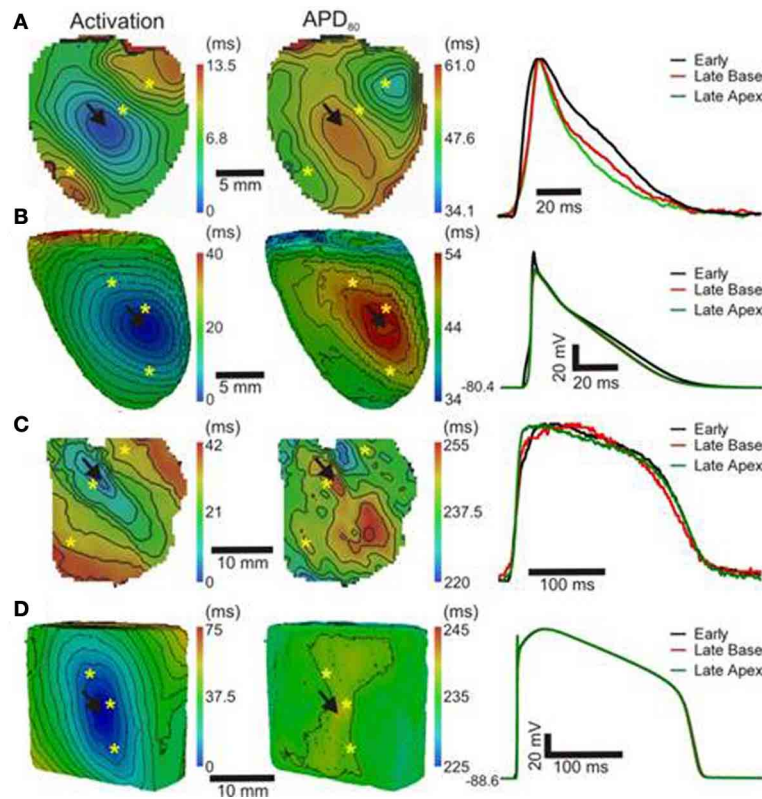 Activation
APD80
A
(ms)
13.5
6.8
0
5 mm
(ms)
61.0
47.6
34.1
Early
Late Base
Late Apex
20 ms
B
(ms)
40
20
0
5 mm
(ms)
54
44
34
Early
Late Base
Late Apex
20 mV
20 ms
-80.4
C
(ms)
42
21
0
10 mm
(ms)
255
237.5
220
Early
Late Base
Late Apex
100 ms
D
(ms)
75
37.5
0
10 mm
(ms)
245
235
225
Early
Late Base
Late Apex
20 mV
100 ms
-88.6